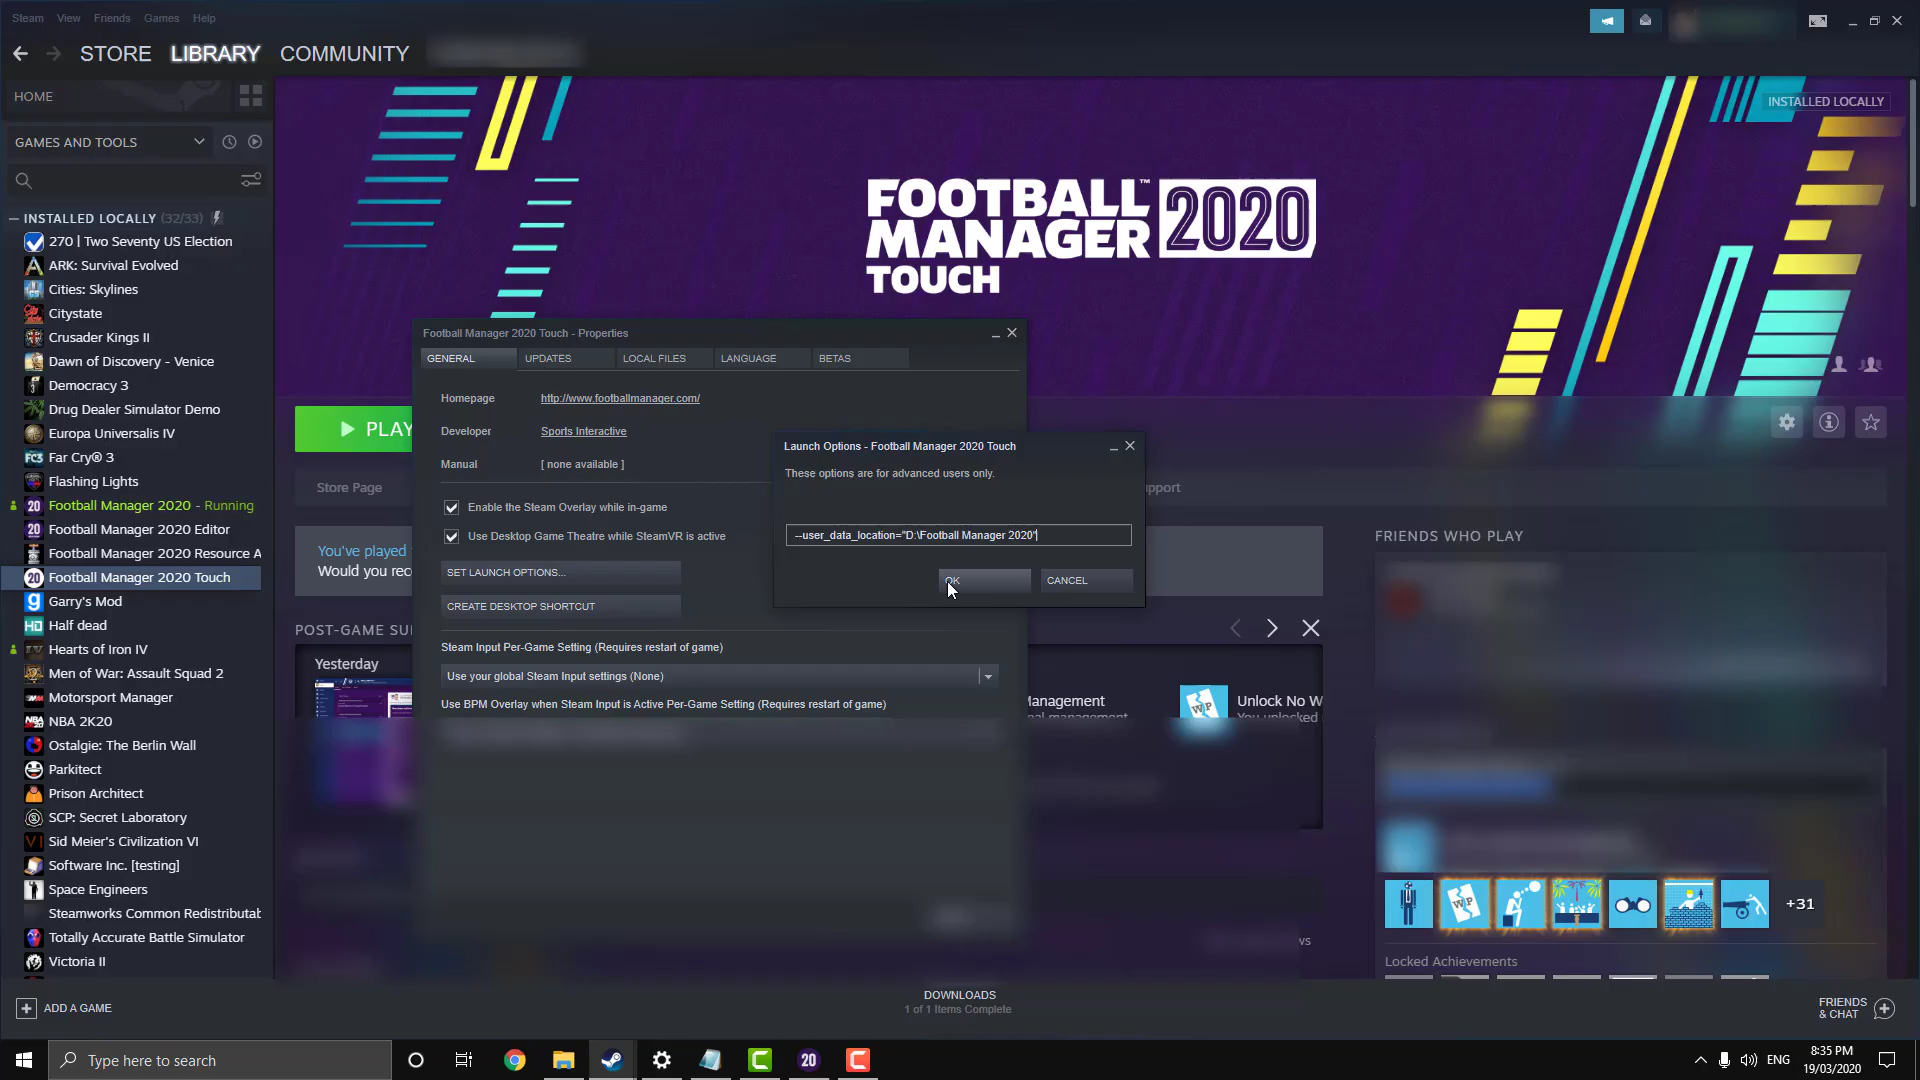 Steam View Friends Games Help
STORE LIBRARY COMMUNITY
HOME
GAMES AND TOOLS
INSTALLED LOCALLY (32/33)
270 | Two Seventy US Election
ARK: Survival Evolved
Cities: Skylines
Citystate
Crusader Kings II
Dawn of Discovery - Venice
Democracy 3
Drug Dealer Simulator Demo
Europa Universalis IV
Far Cry® 3
Flashing Lights
Football Manager 2020 - Running
Football Manager 2020 Editor
Football Manager 2020 Resource A
Football Manager 2020 Touch
Garry's Mod
Half dead
Hearts of Iron IV
Men of War: Assault Squad 2
Motorsport Manager
NBA 2K20
Ostalgie: The Berlin Wall
Parkitect
Prison Architect
SCP: Secret Laboratory
Sid Meier's Civilization VI
Software Inc. [testing]
Space Engineers
Steamworks Common Redistributab
Totally Accurate Battle Simulator
Victoria II
ADD A GAME
INSTALLED LOCALLY
FOOTBALL
MANAGER 2020
TOUCH
PLAY
Store Page
You've played
Would you rec
POST-GAME SU
Yesterday
Football Manager 2020 Touch - Properties
GENERAL UPDATES LOCAL FILES LANGUAGE BETAS
Homepage http://www.footballmanager.com/
Developer Sports Interactive
Manual [ none available ]
Enable the Steam Overlay while in-game
Use Desktop Game Theatre while SteamVR is active
SET LAUNCH OPTIONS...
CREATE DESKTOP SHORTCUT
Steam Input Per-Game Setting (Requires restart of game)
Use your global Steam Input settings (None)
Use BPM Overlay when Steam Input is Active Per-Game Setting (Requires restart of game)
Launch Options - Football Manager 2020 Touch
These options are for advanced users only.
--user_data_location="D:\Football Manager 2020"
OK CANCEL
pport
Management
nal management
Unlock No W
You unlocked
ws
FRIENDS WHO PLAY
+31
Locked Achievements
DOWNLOADS
1 of 1 Items Complete
FRIENDS
& CHAT
Type here to search
20
ENG
8:35 PM
19/03/2020